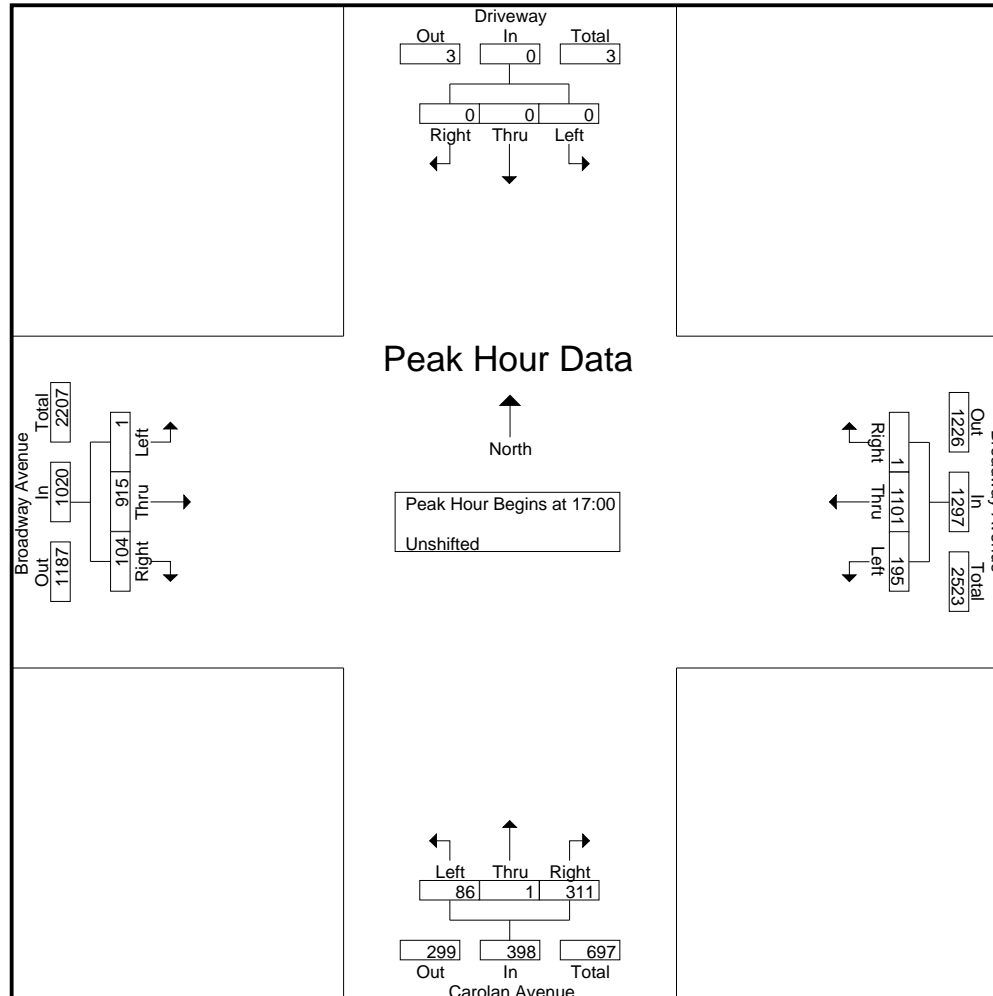 Driveway
Out In Total
3 0 3
0 0 0
Right Thru Left
Peak Hour Data
North
Peak Hour Begins at 17:00
Unshifted
Broadway Avenue
Total In Out
2207 1020 1187
1 915 104
Left Thru Right
Right Thru Left
1 1101 195
Out In Total
1226 1297 2523
Left Thru Right
86 1 311
299 398 697
Out In Total
Carolan Avenue